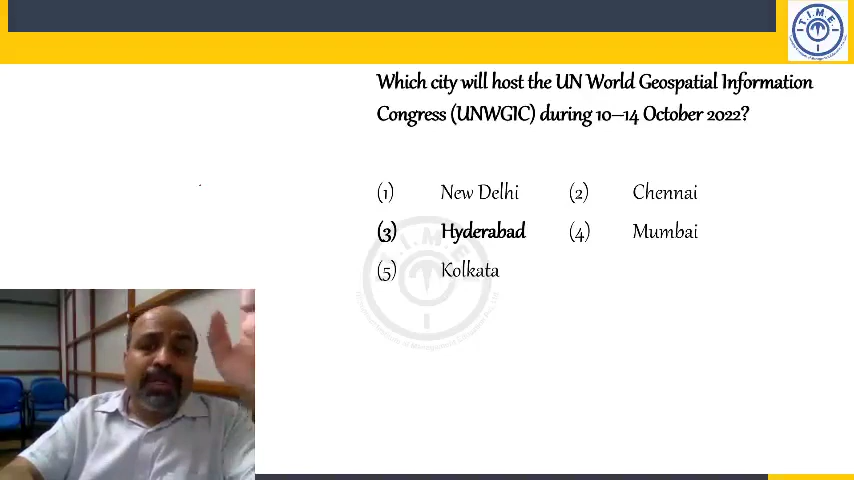 T.I.M.E.
Which city will host the UN World Geospatial Information
Congress (UNWGIC) during 10–14 October 2022?
(1) New Delhi (2) Chennai
(3) Hyderabad (4) Mumbai
(5) Kolkata
T.I.M.E.